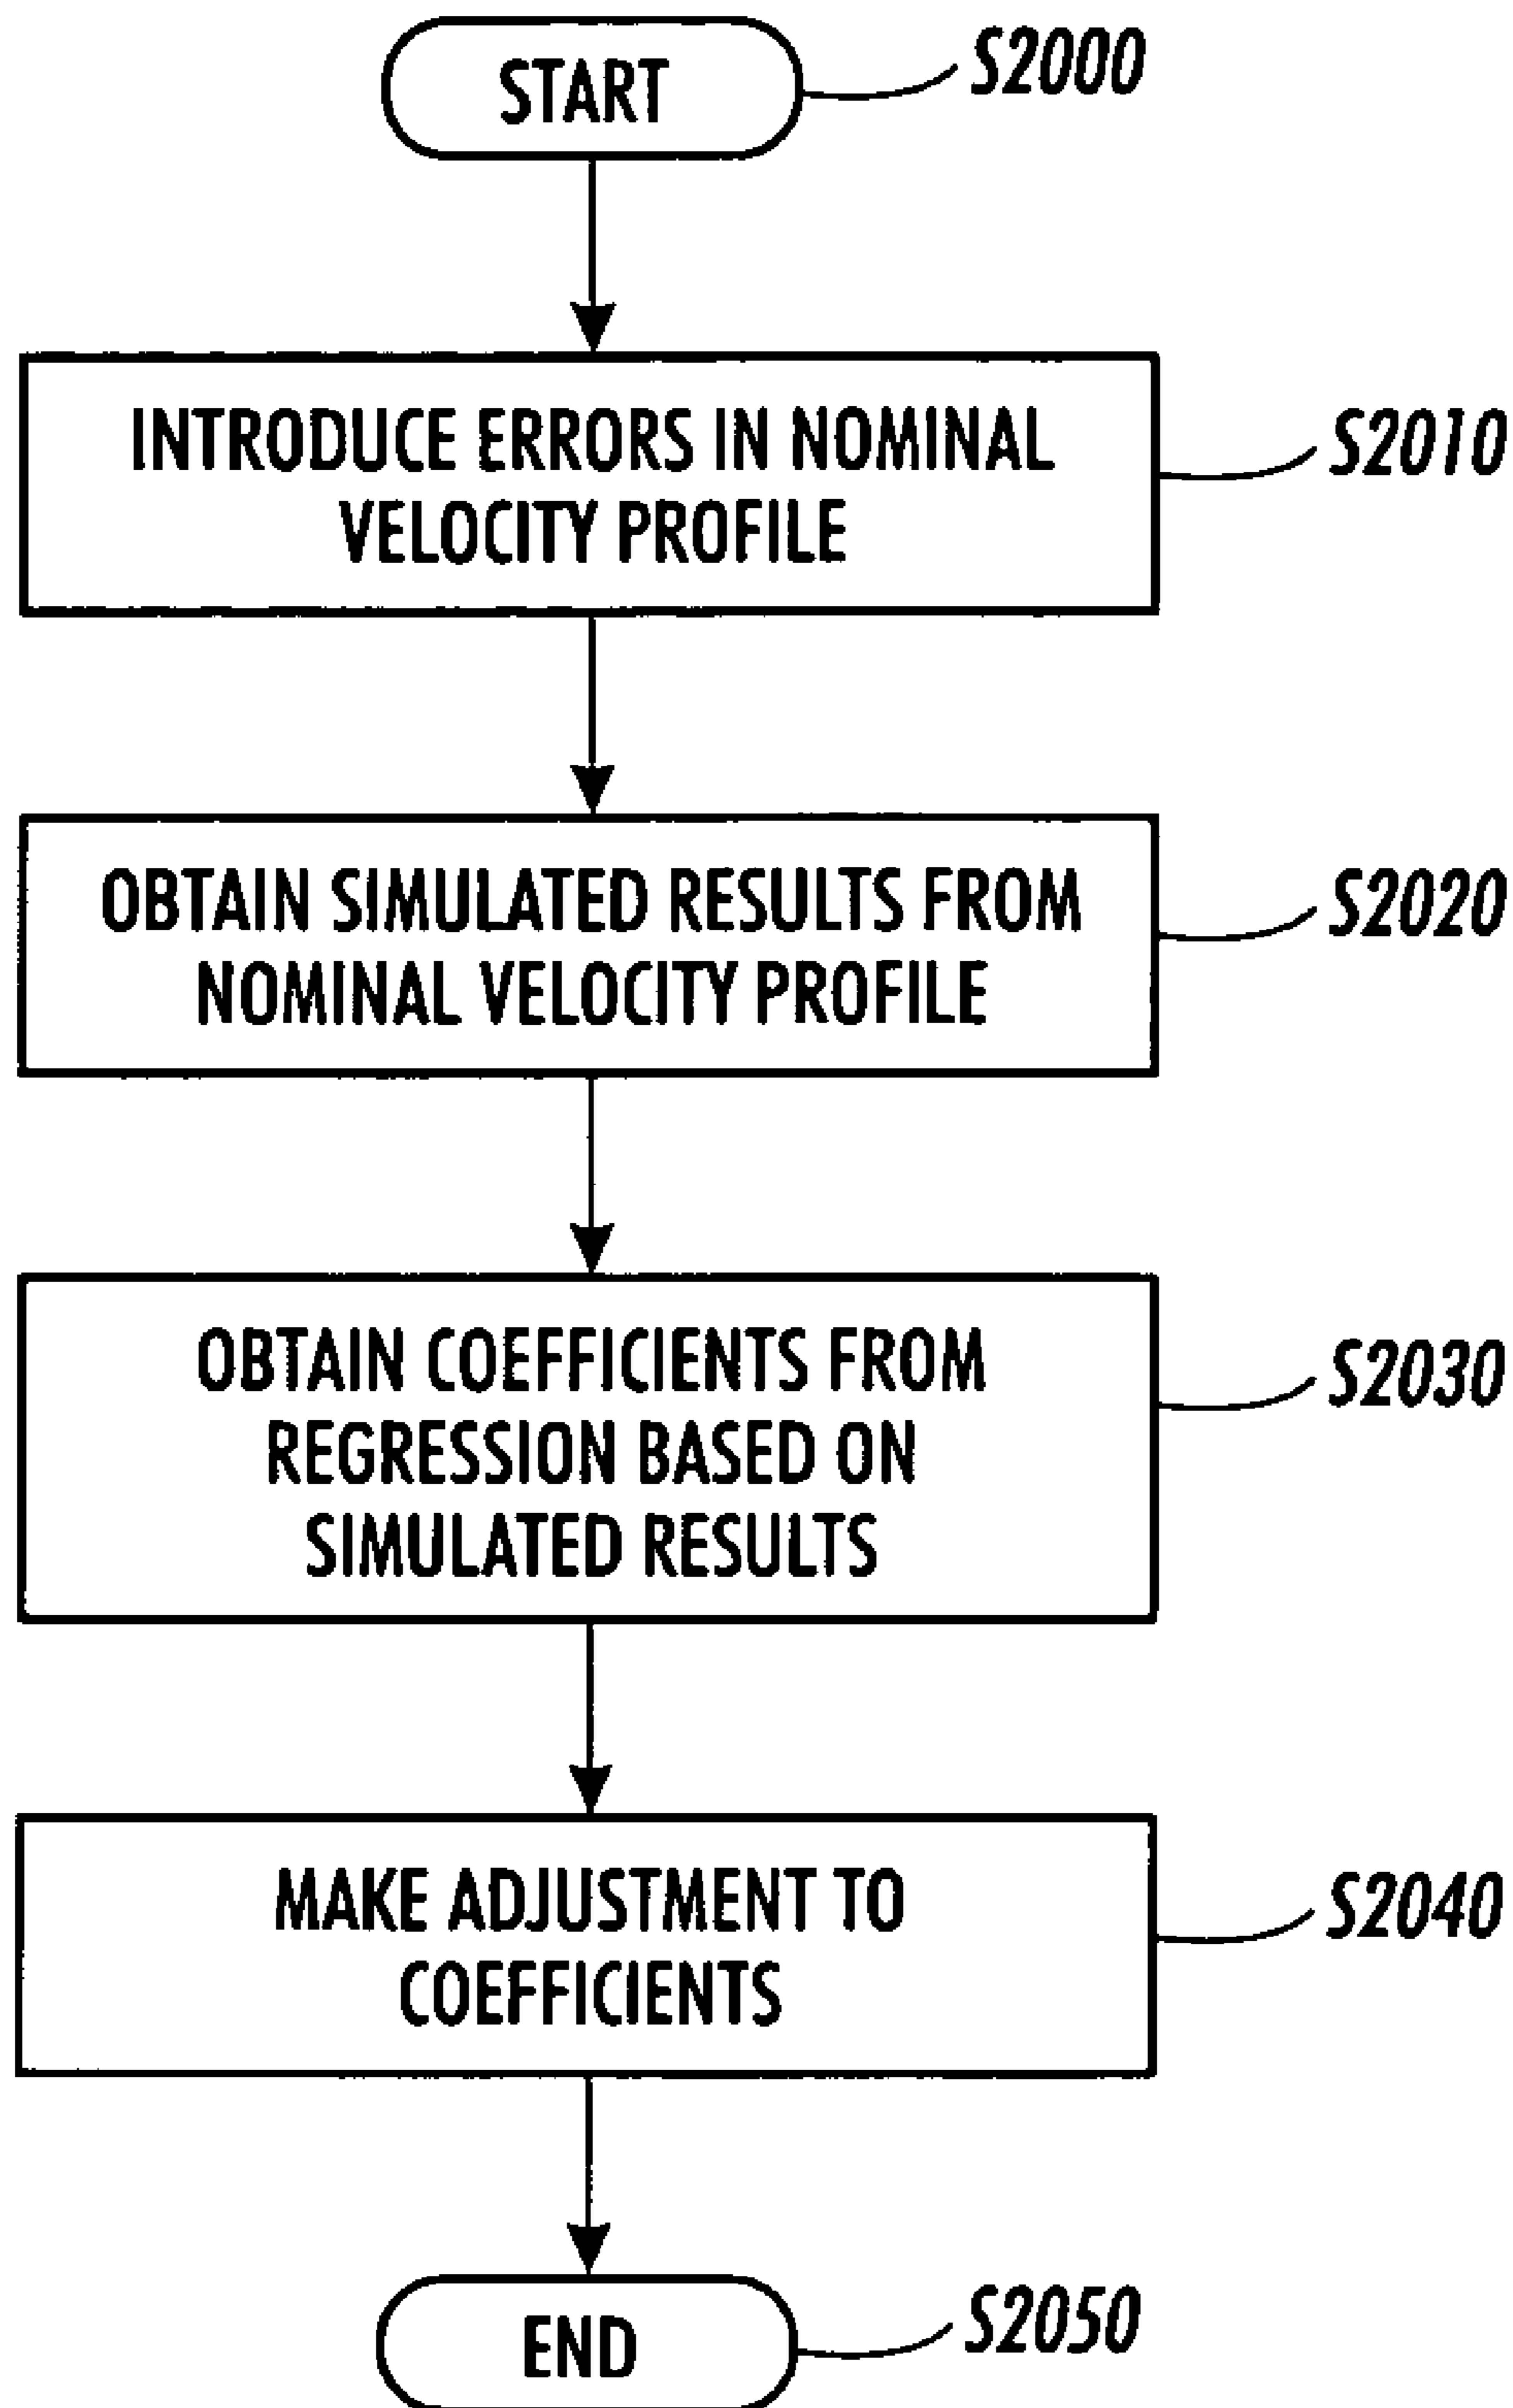 START
S2000
INTRODUCE ERRORS IN NOMINAL
VELOCITY PROFILE
S2010
OBTAIN SIMULATED RESULTS FROM
NOMINAL VELOCITY PROFILE
S2020
OBTAIN COEFFICIENTS FROM
REGRESSION BASED ON
SIMULATED RESULTS
S2030
MAKE ADJUSTMENT TO
COEFFICIENTS
S2040
END
S2050